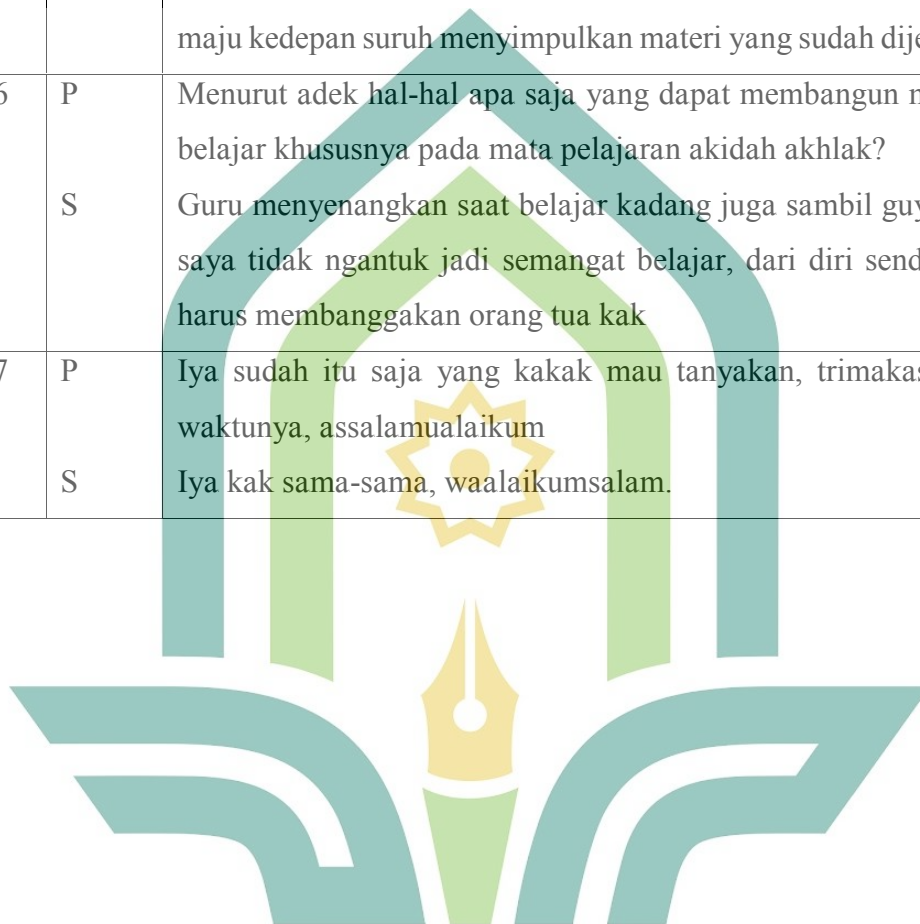 maju kedepan suruh menyimpulkan materi yang sudah
6 P Menurut adek hal-hal apa saja yang dapat membangun
belajar khususnya pada mata pelajaran akidah akhlak?
S Guru menyenangkan saat belajar kadang juga sambil
saya tidak ngantuk jadi semangat belajar, dari diri
harus membanggakan orang tua kak
7 P Iya sudah itu saja yang kakak mau tanyakan,
waktunya, assalamualaikum
S Iya kak sama-sama, waalaikumsalam.